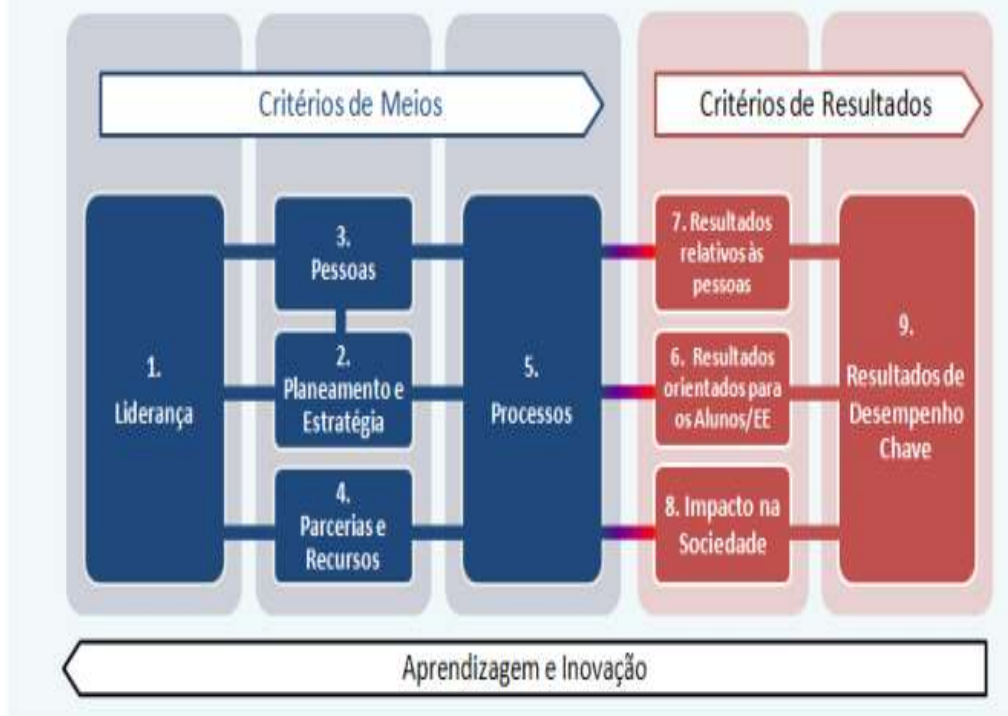 Critérios de Meios
Critérios de Resultados
1.
Liderança
3.
Pessoas
2.
Planeamento e
Estratégia
4.
Parcerias e
Recursos
5.
Processos
7. Resultados
relativos às
pessoas
6. Resultados
orientados para
os Alunos/EE
8. Impacto na
Sociedade
9.
Resultados de
Desempenho
Chave
Aprendizagem e Inovação